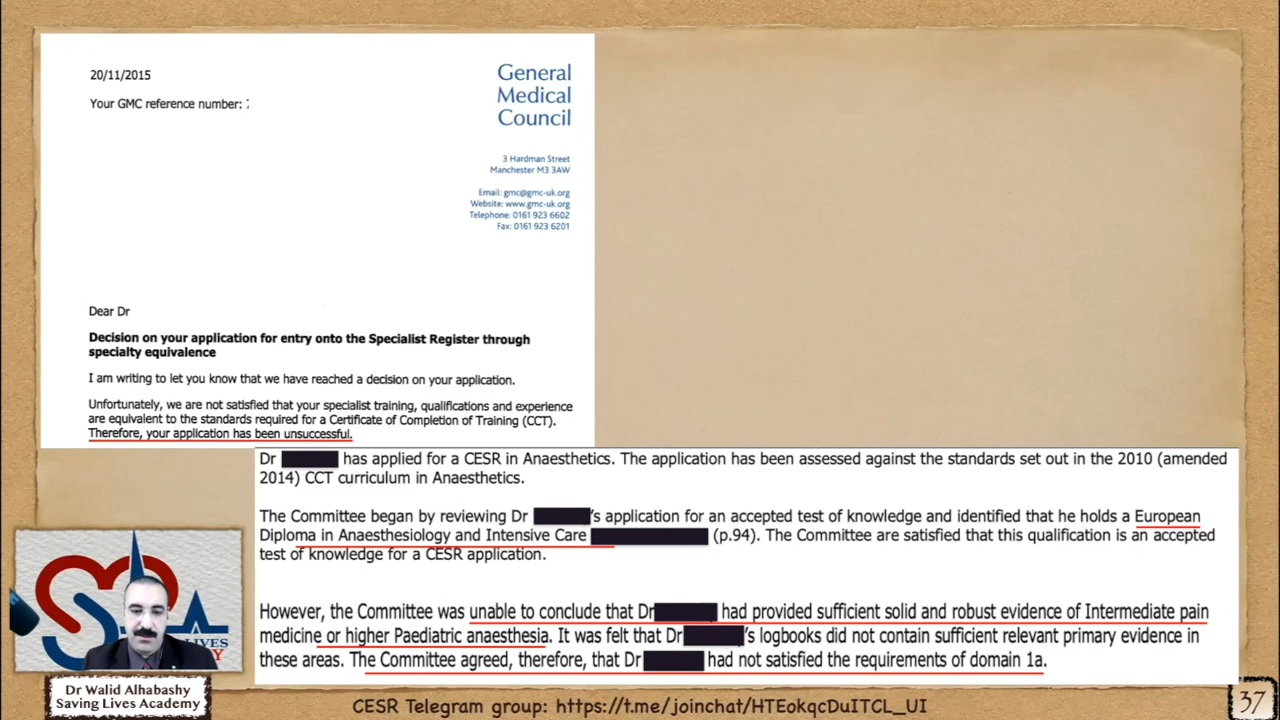 20/11/2015
Your GMC reference number:
General
Medical
Council
3 Hardman Street
Manchester M3 3AW
Email: gmc@gmc-uk.org
Website: www.gmc-uk.org
Telephone: 0161 923 6602
Fax: 0161 923 6201
Dear Dr
Decision on your application for entry onto the Specialist Register through
specialty equivalence
I am writing to let you know that we have reached a decision on your application.
Unfortunately, we are not satisfied that your specialist training, qualifications and experience
are equivalent to the standards required for a Certificate of Completion of Training (CCT).
Therefore, your application has been unsuccessful.
Dr has applied for a CESR in Anaesthetics. The application has been assessed against the standards set out in the 2010 (amended
2014) CCT curriculum in Anaesthetics.
The Committee began by reviewing Dr 's application for an accepted test of knowledge and identified that he holds a European
Diploma in Anaesthesiology and Intensive Care (p.94). The Committee are satisfied that this qualification is an accepted
test of knowledge for a CESR application.
However, the Committee was unable to conclude that Dr had provided sufficient solid and robust evidence of Intermediate pain
medicine or higher Paediatric anaesthesia. It was felt that Dr 's logbooks did not contain sufficient relevant primary evidence in
these areas. The Committee agreed, therefore, that Dr had not satisfied the requirements of domain 1a.
Dr Walid Alhabashy
Saving Lives Academy
CESR Telegram group: https://t.me/joinchat/HTEokqcDuITCL_UI
37